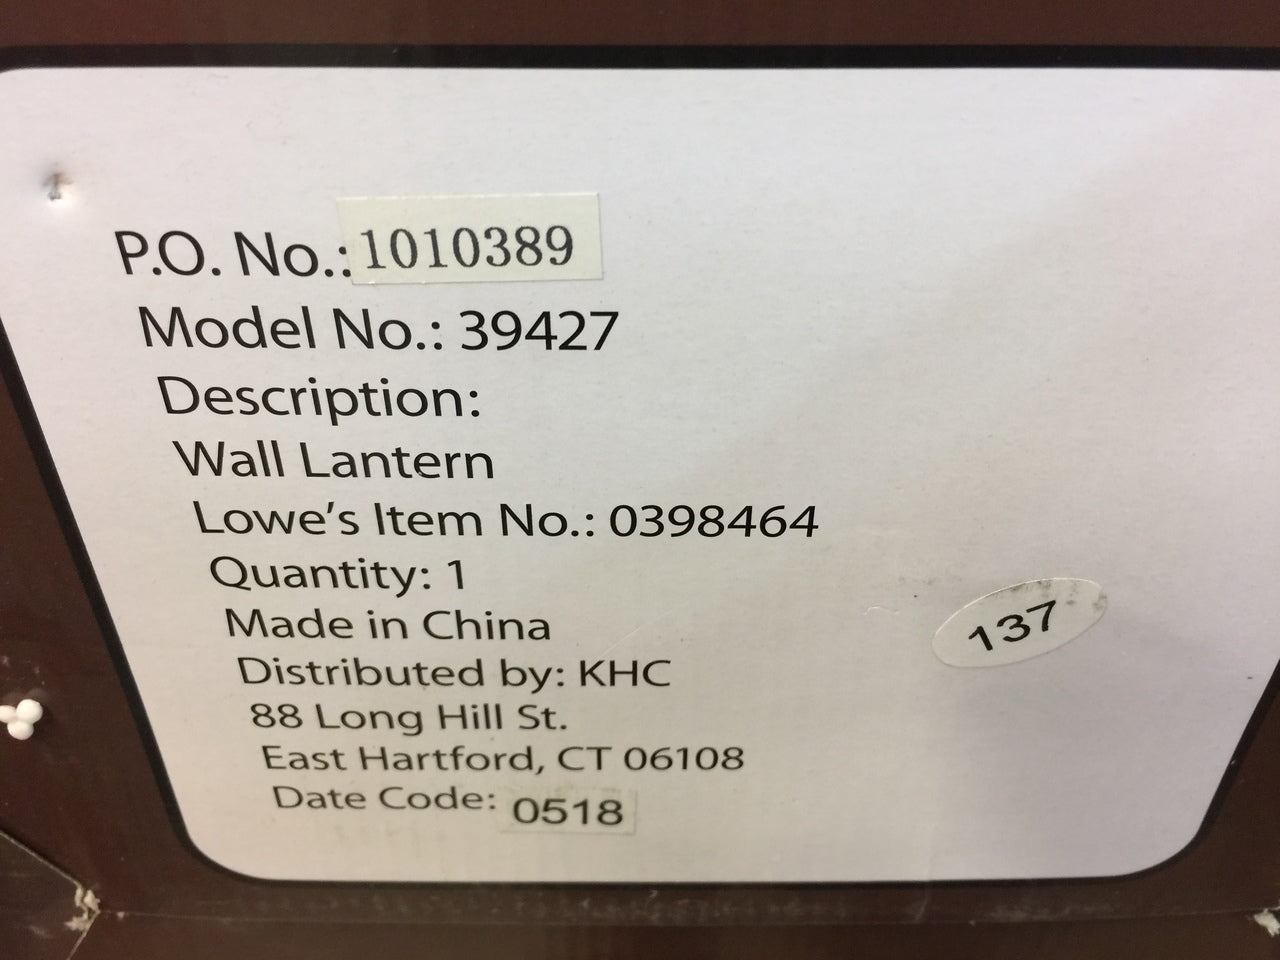 P.O. No.: 1010389
Model No.: 39427
Description:
Wall Lantern
Lowe's Item No.: 0398464
Quantity: 1
Made in China
137
Distributed by: KHC
88 Long Hill St.
East Hartford, CT 06108
Date Code: 0518